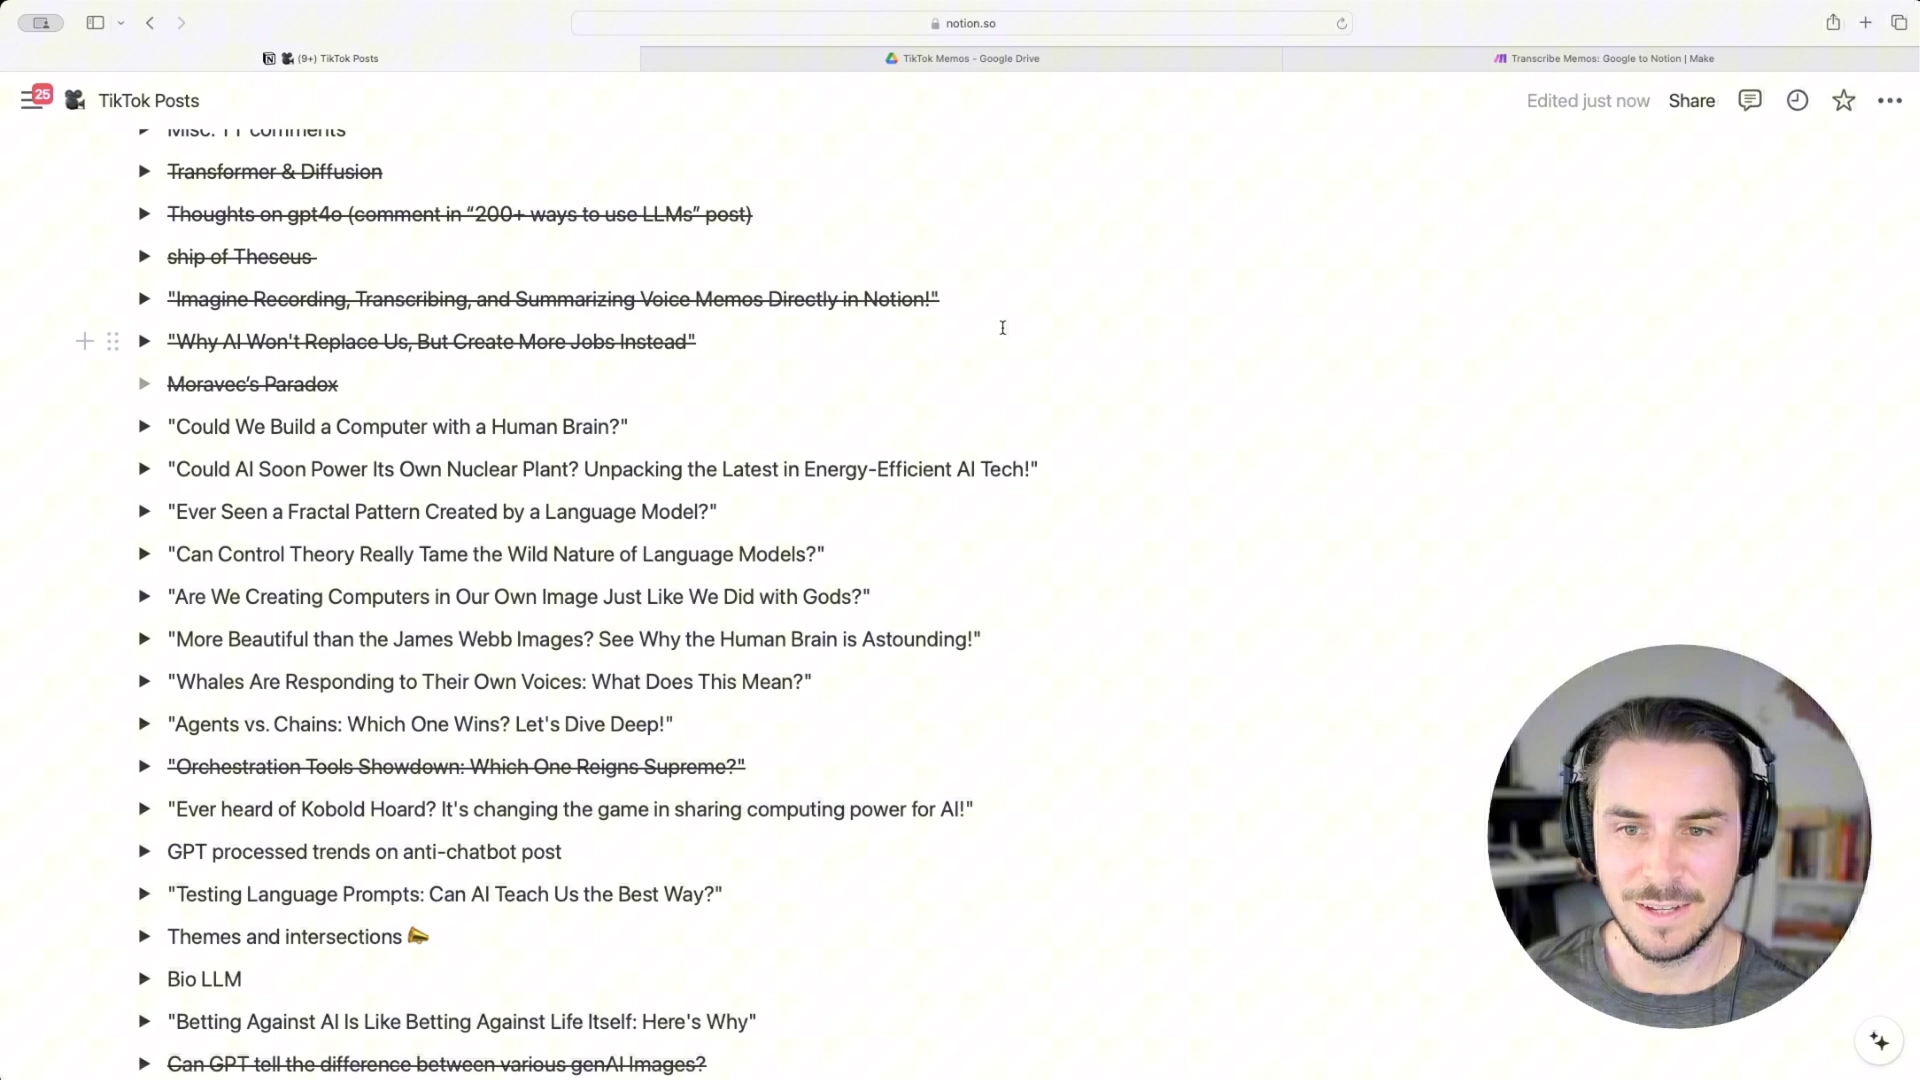 notion.so
(9+) TikTok Posts
TikTok Memos - Google Drive
Transcribe Memos: Google to Notion | Make
25
TikTok Posts
Edited just now
Share
Misc. TT comments
Transformer & Diffusion
Thoughts on gpt4o (comment in “200+ ways to use LLMs” post)
ship of Theseus
"Imagine Recording, Transcribing, and Summarizing Voice Memos Directly in Notion!"
"Why AI Won't Replace Us, But Create More Jobs Instead"
Moravec’s Paradox
"Could We Build a Computer with a Human Brain?"
"Could AI Soon Power Its Own Nuclear Plant? Unpacking the Latest in Energy-Efficient AI Tech!"
"Ever Seen a Fractal Pattern Created by a Language Model?"
"Can Control Theory Really Tame the Wild Nature of Language Models?"
"Are We Creating Computers in Our Own Image Just Like We Did with Gods?"
"More Beautiful than the James Webb Images? See Why the Human Brain is Astounding!"
"Whales Are Responding to Their Own Voices: What Does This Mean?"
"Agents vs. Chains: Which One Wins? Let's Dive Deep!"
"Orchestration Tools Showdown: Which One Reigns Supreme?"
"Ever heard of Kobold Hoard? It's changing the game in sharing computing power for AI!"
GPT processed trends on anti-chatbot post
"Testing Language Prompts: Can AI Teach Us the Best Way?"
Themes and intersections
Bio LLM
"Betting Against AI Is Like Betting Against Life Itself: Here's Why"
Can GPT tell the difference between various genAI Images?